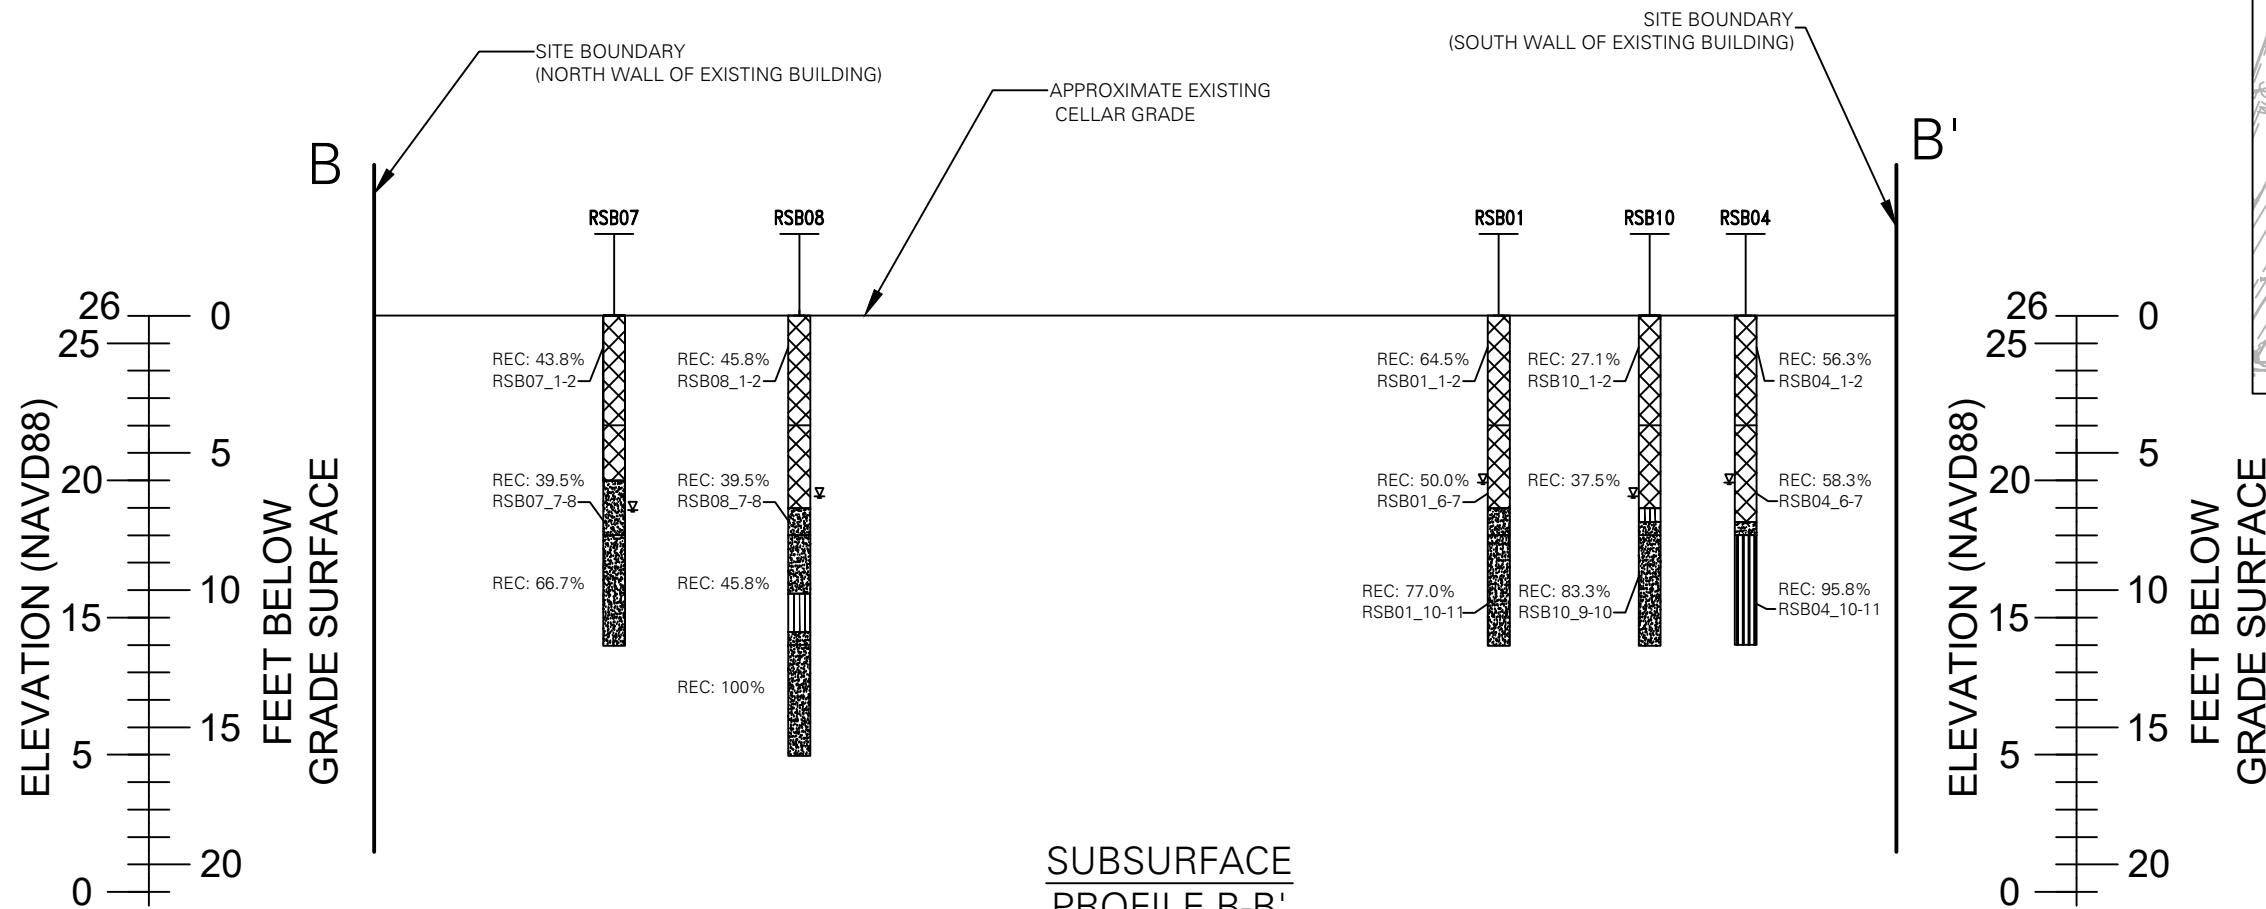 SITE BOUNDARY
(NORTH WALL OF EXISTING BUILDING)
APPROXIMATE EXISTING
CELLAR GRADE
SITE BOUNDARY
(SOUTH WALL OF EXISTING BUILDING)
B
B'
RSB07
RSB08
RSB01
RSB10
RSB04
26
25
20
15
5
0
ELEVATION (NAVD88)
0
5
10
15
20
FEET BELOW
GRADE SURFACE
REC: 43.8%
RSB07_1-2
REC: 39.5%
RSB07_7-8
REC: 66.7%
REC: 45.8%
RSB08_1-2
REC: 39.5%
RSB08_7-8
REC: 45.8%
REC: 100%
REC: 64.5%
RSB01_1-2
REC: 50.0%
RSB01_6-7
REC: 77.0%
RSB01_10-11
REC: 27.1%
RSB10_1-2
REC: 37.5%
REC: 83.3%
RSB10_9-10
REC: 56.3%
RSB04_1-2
REC: 58.3%
RSB04_6-7
REC: 95.8%
RSB04_10-11
26
25
20
15
5
0
ELEVATION (NAVD88)
0
5
10
15
20
FEET BELOW
GRADE SURFACE
SUBSURFACE
PROFILE B-B'